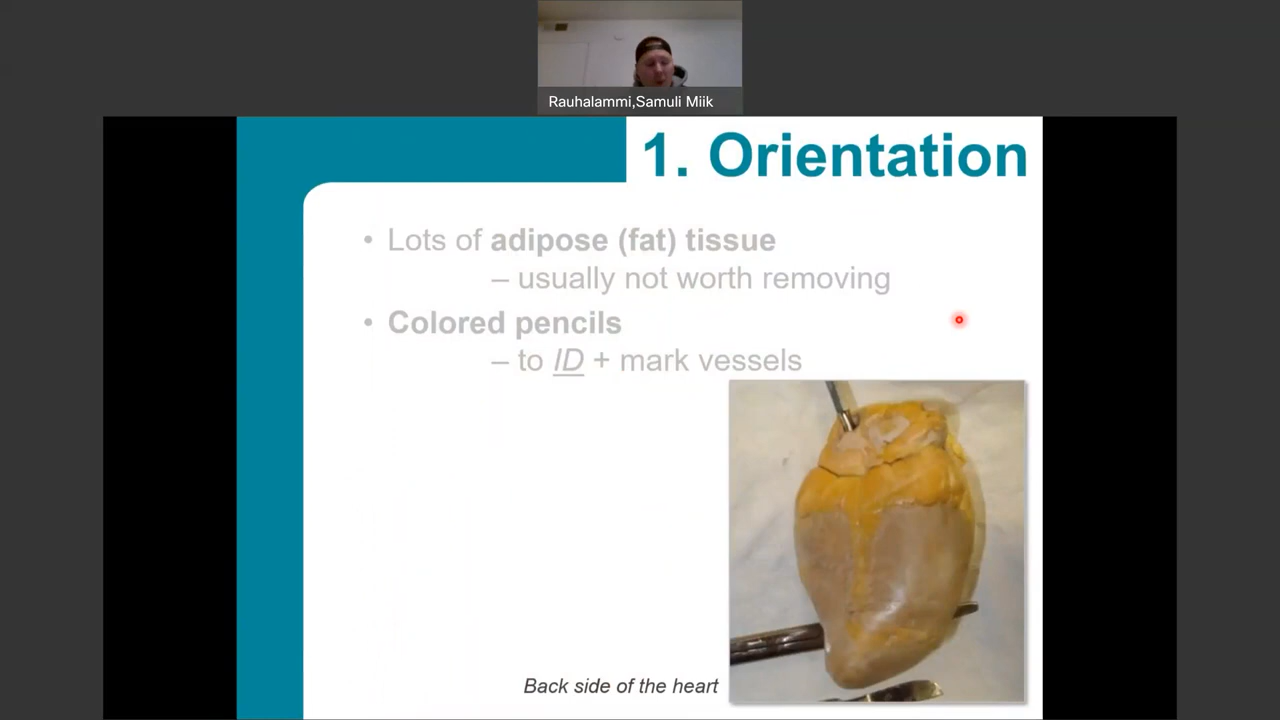 Rauhalammi,Samuli Miik
1. Orientation
• Lots of adipose (fat) tissue
– usually not worth removing
• Colored pencils
– to ID + mark vessels
Back side of the heart